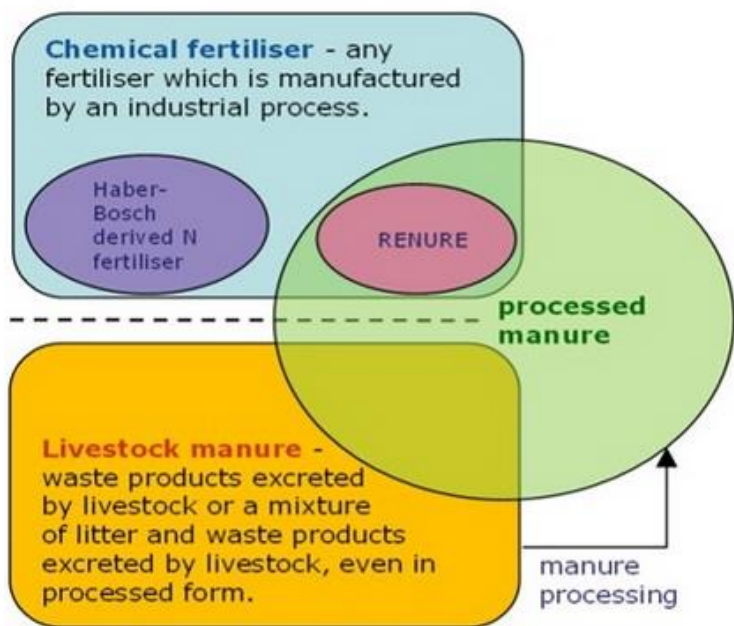 Chemical fertiliser - any
fertiliser which is manufactured
by an industrial process.
Haber-
Bosch
derived N
fertiliser
RENURE
processed
manure
Livestock manure -
waste products excreted
by livestock or a mixture
of litter and waste products
excreted by livestock, even in
processed form.
manure
processing